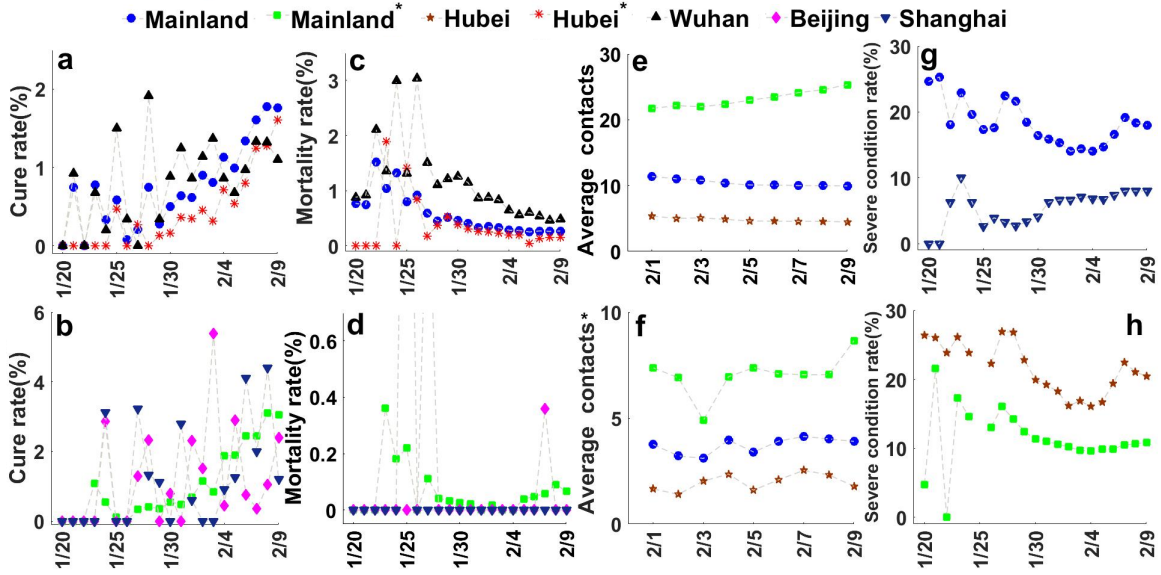 Mainland Mainland* Hubei Hubei* Wuhan Beijing Shanghai
a
Cure rate(%)
2
1
0
1/20 1/25 1/30 2/4 2/9
c
Mortality rate(%)
3
2
1
0
1/20 1/25 1/30 2/4 2/9
e
Average contacts
30
20
10
0
2/1 2/3 2/5 2/7 2/9
g
Severe condition rate(%)
30
20
10
0
1/20 1/25 1/30 2/4 2/9
b
Cure rate(%)
6
4
2
0
1/20 1/25 1/30 2/4 2/9
d
Mortality rate(%)
0.6
0.4
0.2
0
1/20 1/25 1/30 2/4 2/9
f
Average contacts*
10
5
0
2/1 2/3 2/5 2/7 2/9
h
Severe condition rate(%)
30
20
10
0
1/20 1/25 1/30 2/4 2/9